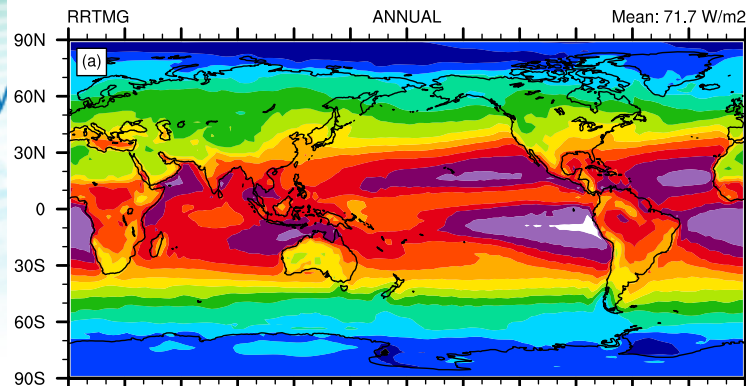 RRTMG ANNUAL Mean: 71.7 W/m2
90N
(a)
60N
30N
0
30S
60S
90S